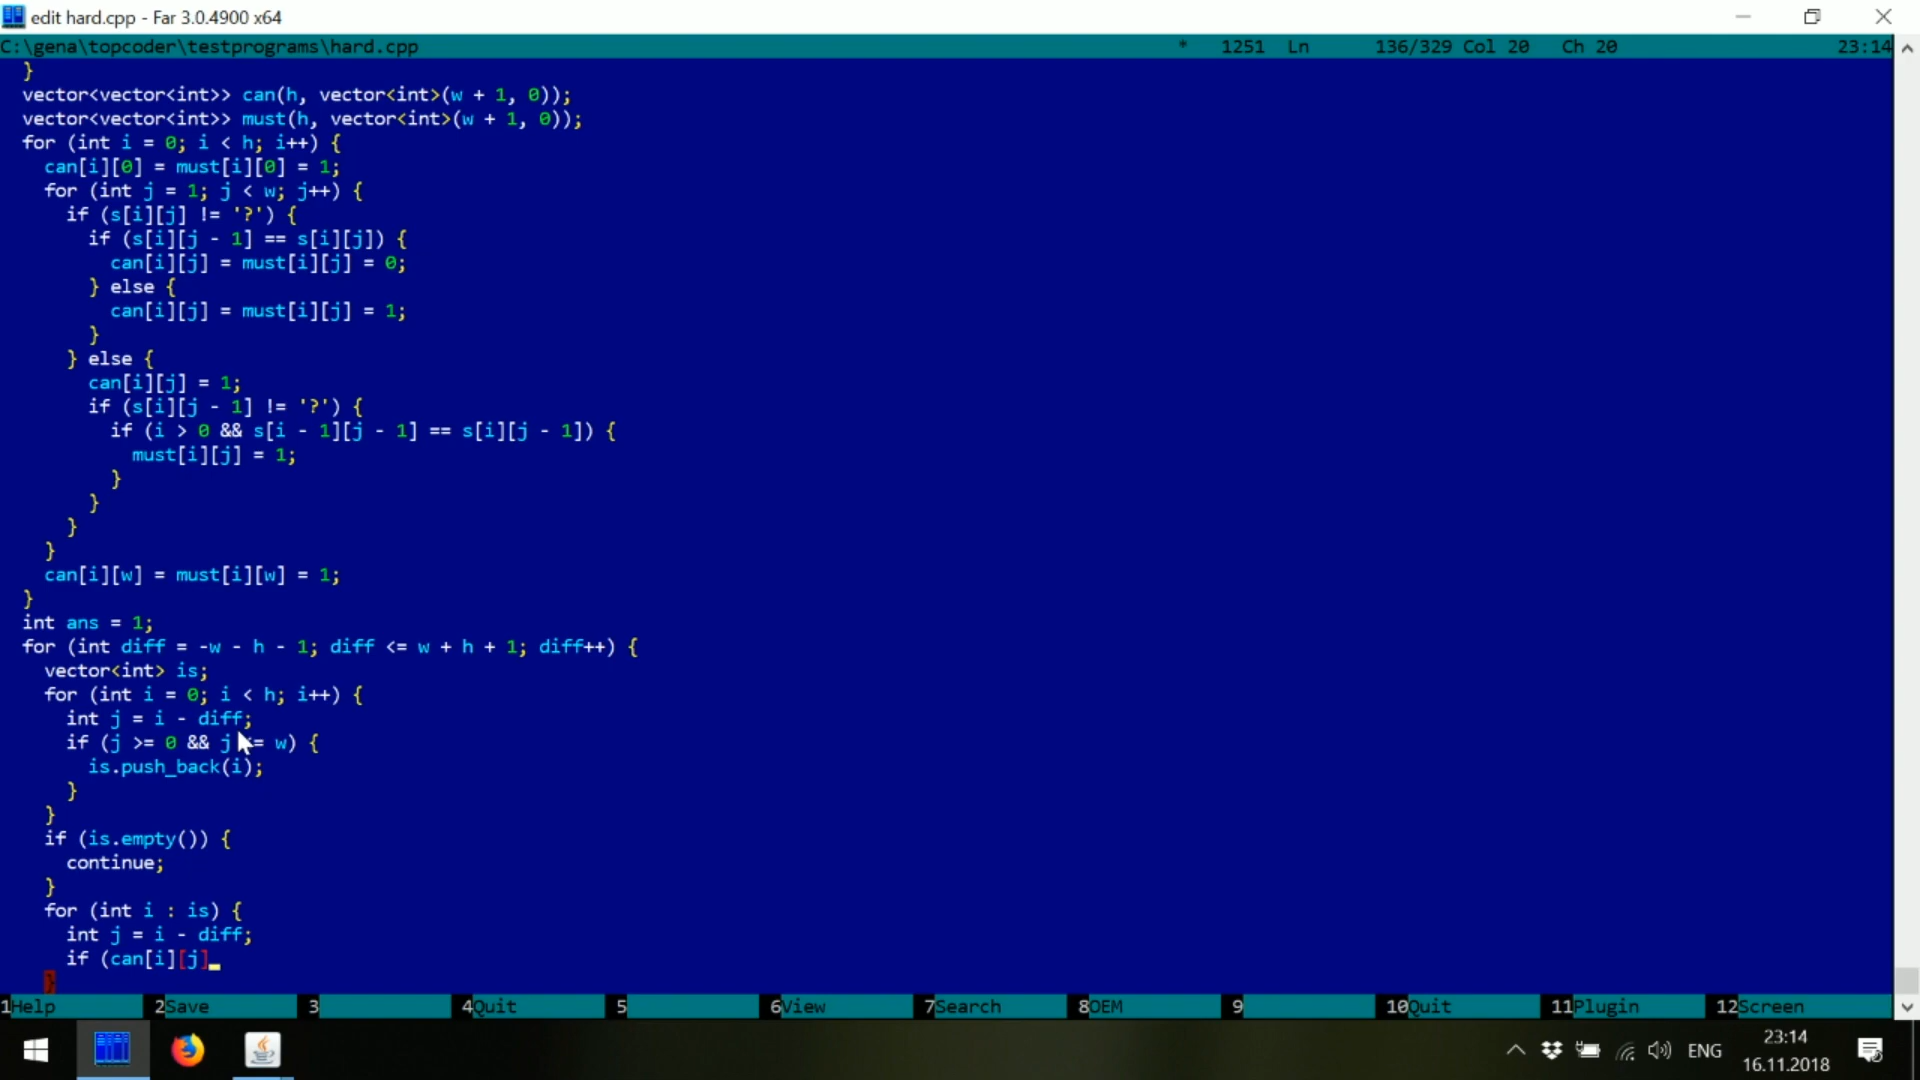 edit hard.cpp - Far 3.0.4900 x64
C:\gena\topcoder\testprograms\hard.cpp * 1251 Ln 136/329 Col 20 Ch 20 23:14
}
vector<vector<int>> can(h, vector<int>(w + 1, 0));
vector<vector<int>> must(h, vector<int>(w + 1, 0));
for (int i = 0; i < h; i++) {
can[i][0] = must[i][0] = 1;
for (int j = 1; j < w; j++) {
if (s[i][j] != '?') {
if (s[i][j - 1] == s[i][j]) {
can[i][j] = must[i][j] = 0;
} else {
can[i][j] = must[i][j] = 1;
}
} else {
can[i][j] = 1;
if (s[i][j - 1] != '?') {
if (i > 0 && s[i - 1][j - 1] == s[i][j - 1]) {
must[i][j] = 1;
}
}
}
}
can[i][w] = must[i][w] = 1;
}
int ans = 1;
for (int diff = -w - h - 1; diff <= w + h + 1; diff++) {
vector<int> is;
for (int i = 0; i < h; i++) {
int j = i - diff;
if (j >= 0 && j <= w) {
is.push_back(i);
}
}
if (is.empty()) {
continue;
}
for (int i : is) {
int j = i - diff;
if (can[i][j]_
}
1Help 2Save 3 4Quit 5 6View 7Search 8OEM 9 10Quit 11Plugin 12Screen
ENG
23:14
16.11.2018